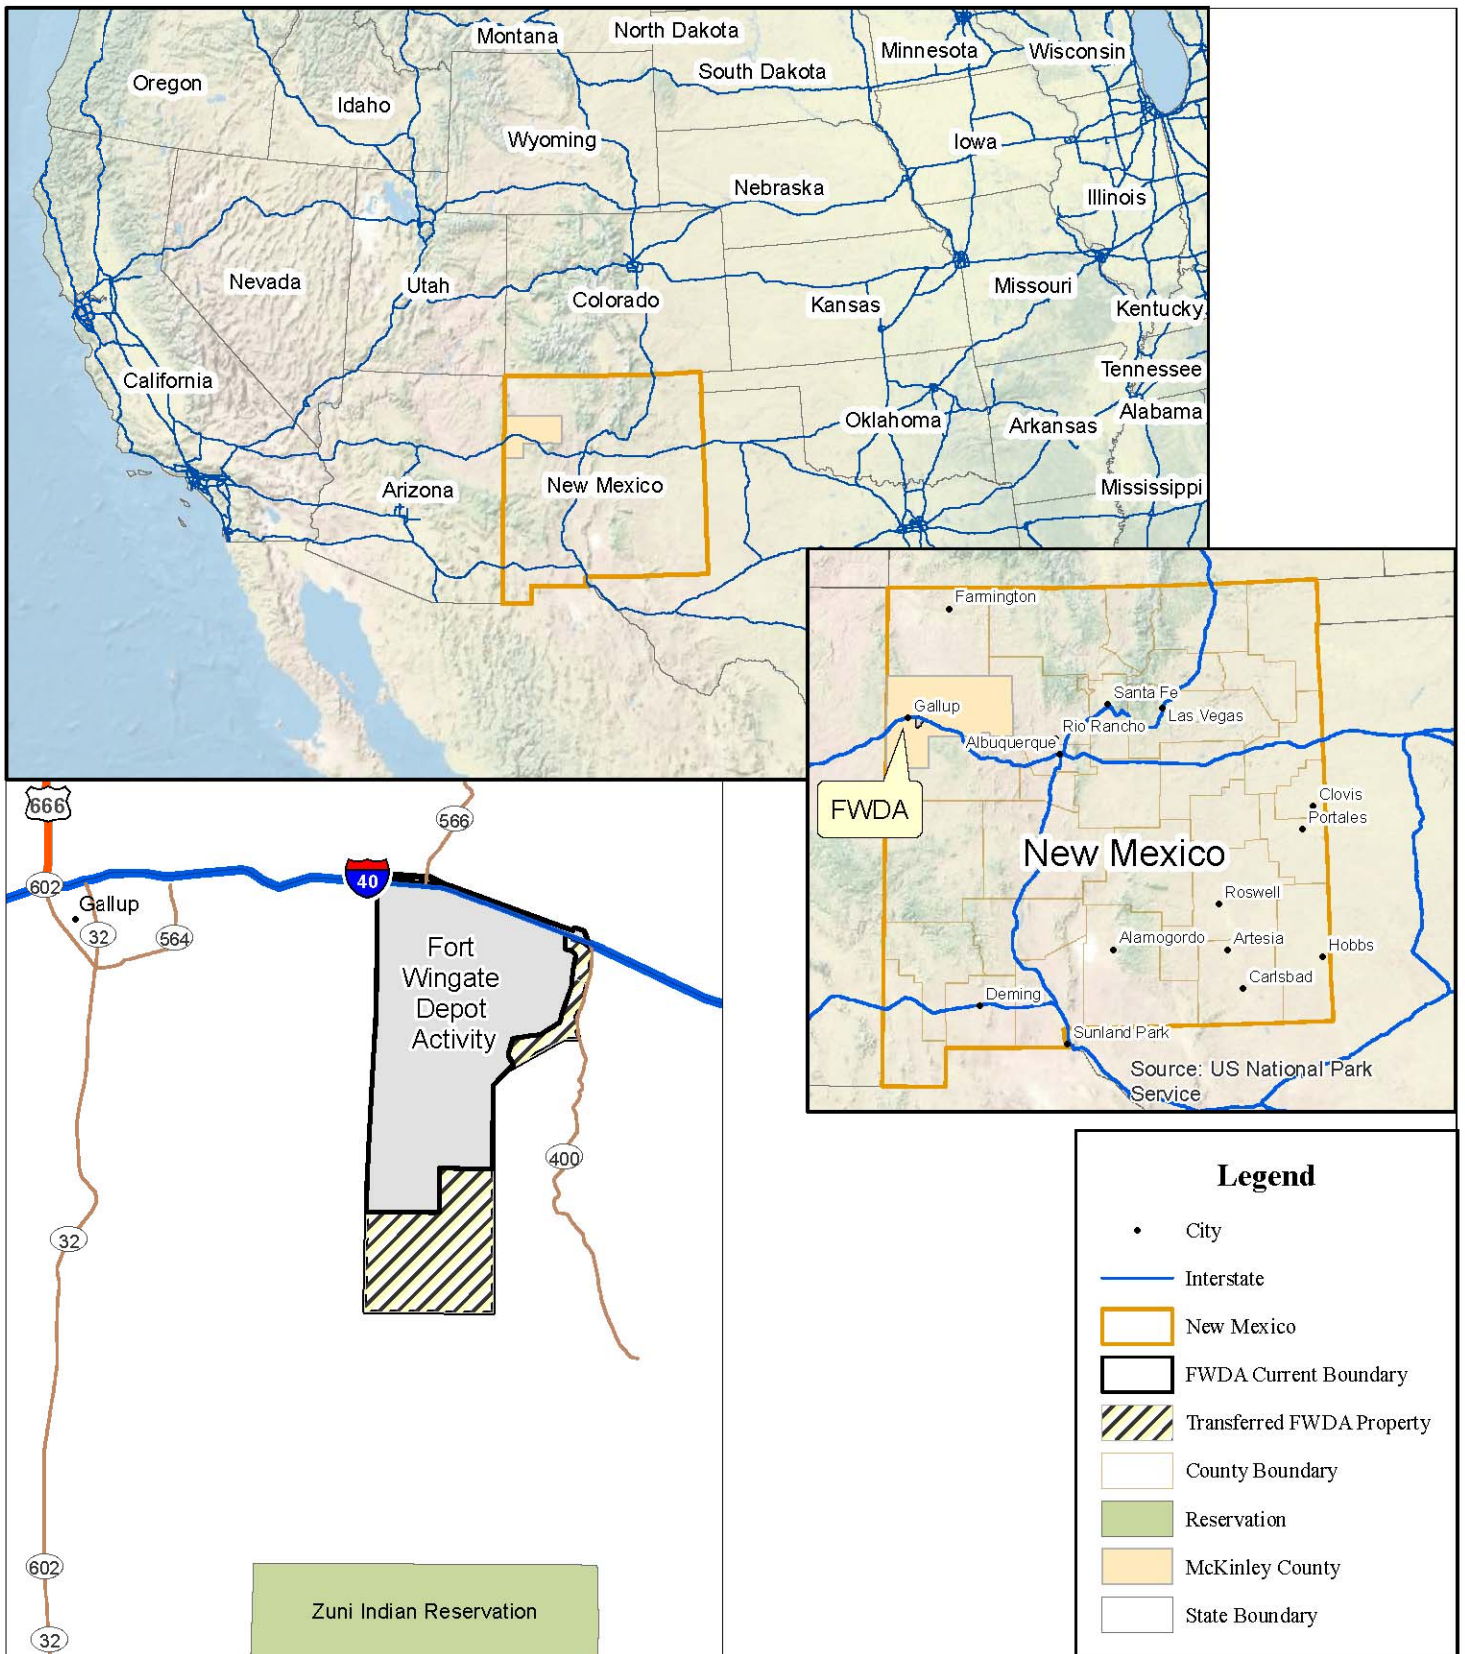 Montana
North Dakota
Minnesota
Wisconsin
Oregon
South Dakota
Idaho
Wyoming
Iowa
Nebraska
Illinois
Nevada
Utah
Colorado
Kansas
Missouri
Kentucky
California
Tennessee
Oklahoma
Arkansas
Alabama
Arizona
New Mexico
Mississippi
Farmington
Santa Fe
Gallup
Las Vegas
Rio Rancho
Albuquerque
FWDA
Clovis
Portales
New Mexico
Roswell
Alamogordo
Artesia
Hobbs
Carlsbad
Deming
Sunland Park
Source: US National Park
Service
666
566
602
40
Gallup
32
564
Fort
Wingate
Depot
Activity
400
32
602
32
Zuni Indian Reservation
Legend
City
Interstate
New Mexico
FWDA Current Boundary
Transferred FWDA Property
County Boundary
Reservation
McKinley County
State Boundary